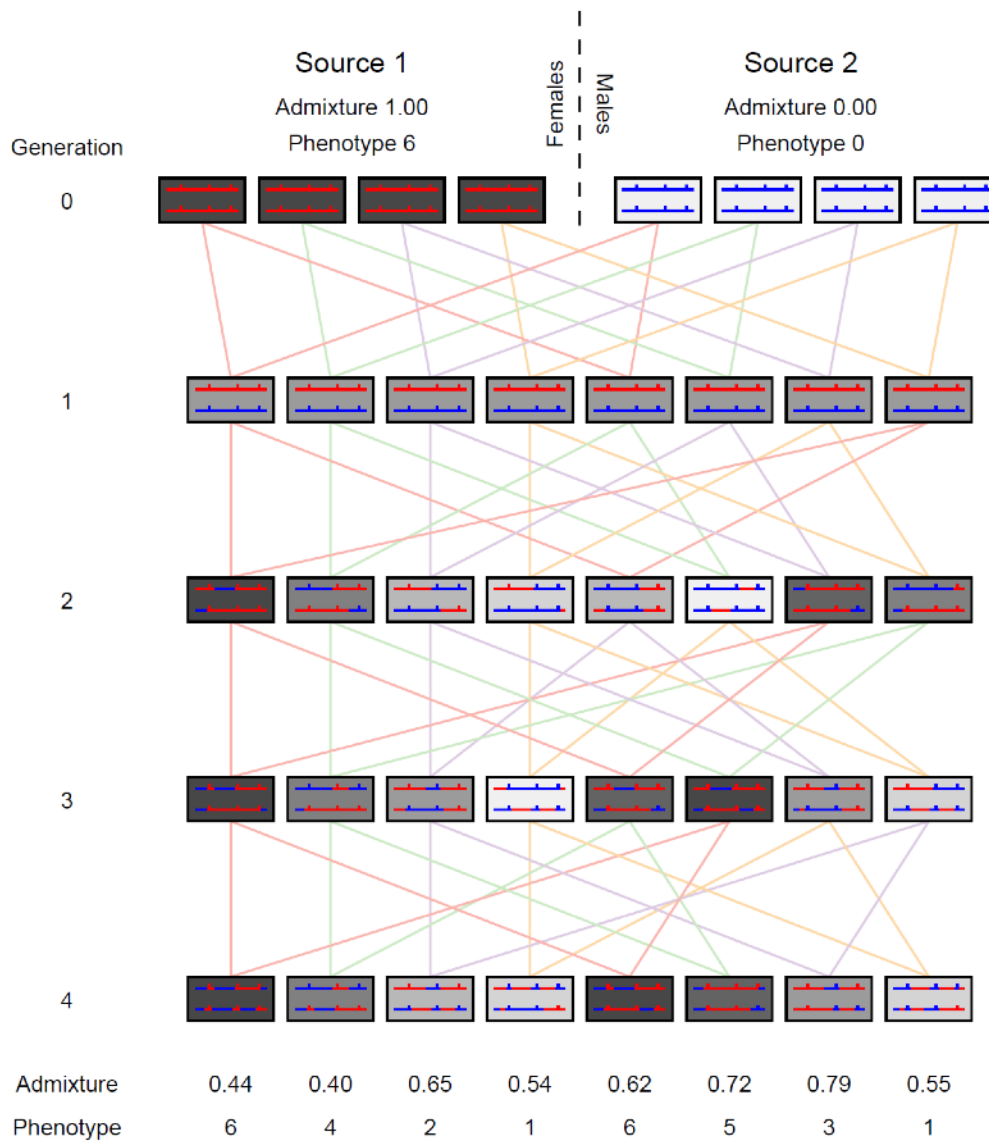 Source 1
Females
Males
Source 2
Admixture 1.00
Admixture 0.00
Generation
Phenotype 6
Phenotype 0
0
1
2
3
4
Admixture 0.44 0.40 0.65 0.54 0.62 0.72 0.79 0.55
Phenotype 6 4 2 1 6 5 3 1